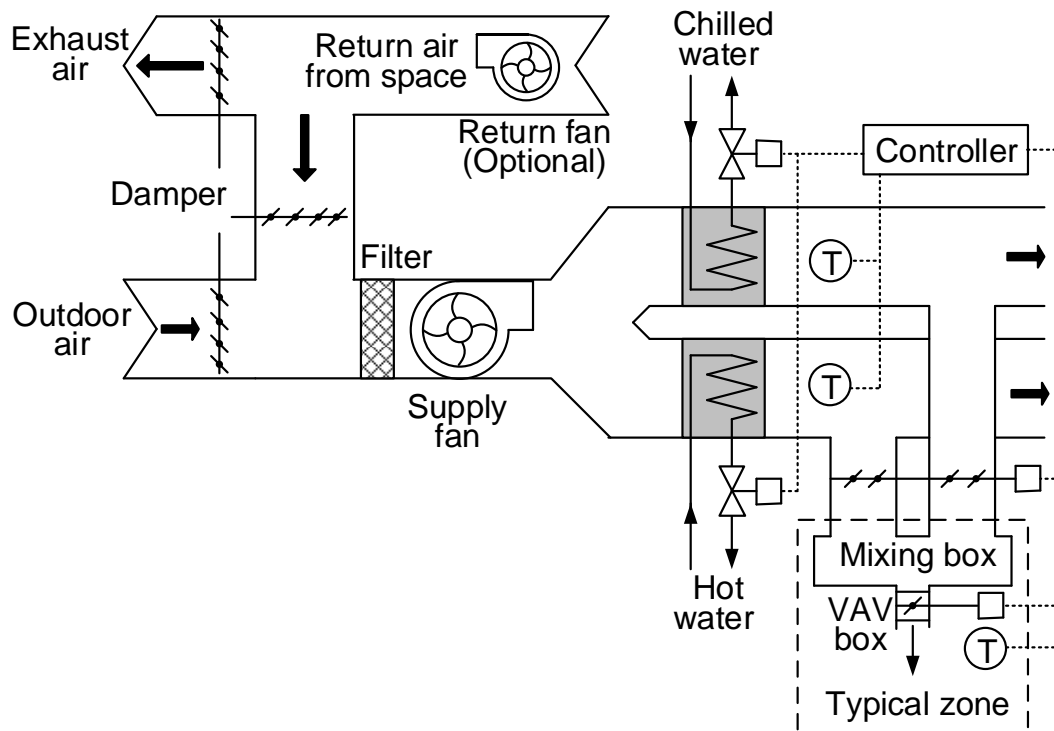 Exhaust
air
Return air
from space
Return fan
(Optional)
Chilled
water
Controller
Damper
Filter
T
Outdoor
air
Supply
fan
T
Hot
water
Mixing box
VAV
box
T
Typical zone